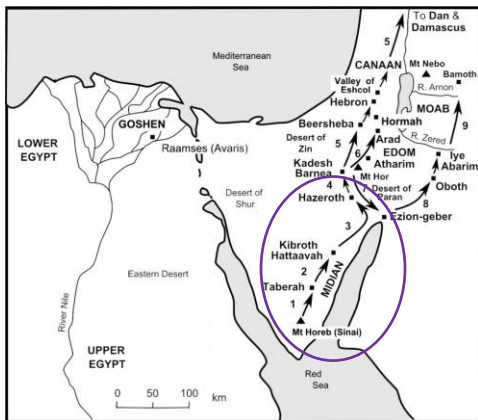 To Dan &
Damascus
5
Mediterranean
Sea
CANAAN
Mt Nebo
Valley of
Eshcol
Bamoth
Hebron
R. Arnon
GOSHEN
Hormah
MOAB
Beersheba
LOWER
EGYPT
Raamses (Avaris)
Desert of
Zin
5
6
Arad
R. Zered
9
EDOM
Iye
Abarim
Kadesh
Barnea
Atharim
Mt Hor
4
7
Desert of
Paran
Oboth
Desert of
Shur
Hazeroth
8
3
Ezion-geber
Kibroth
Hattaavah
Eastern Desert
2
MIDIAN
Taberah
1
River Nile
Mt Horeb (Sinai)
UPPER
EGYPT
Red
Sea
0 50 100
km